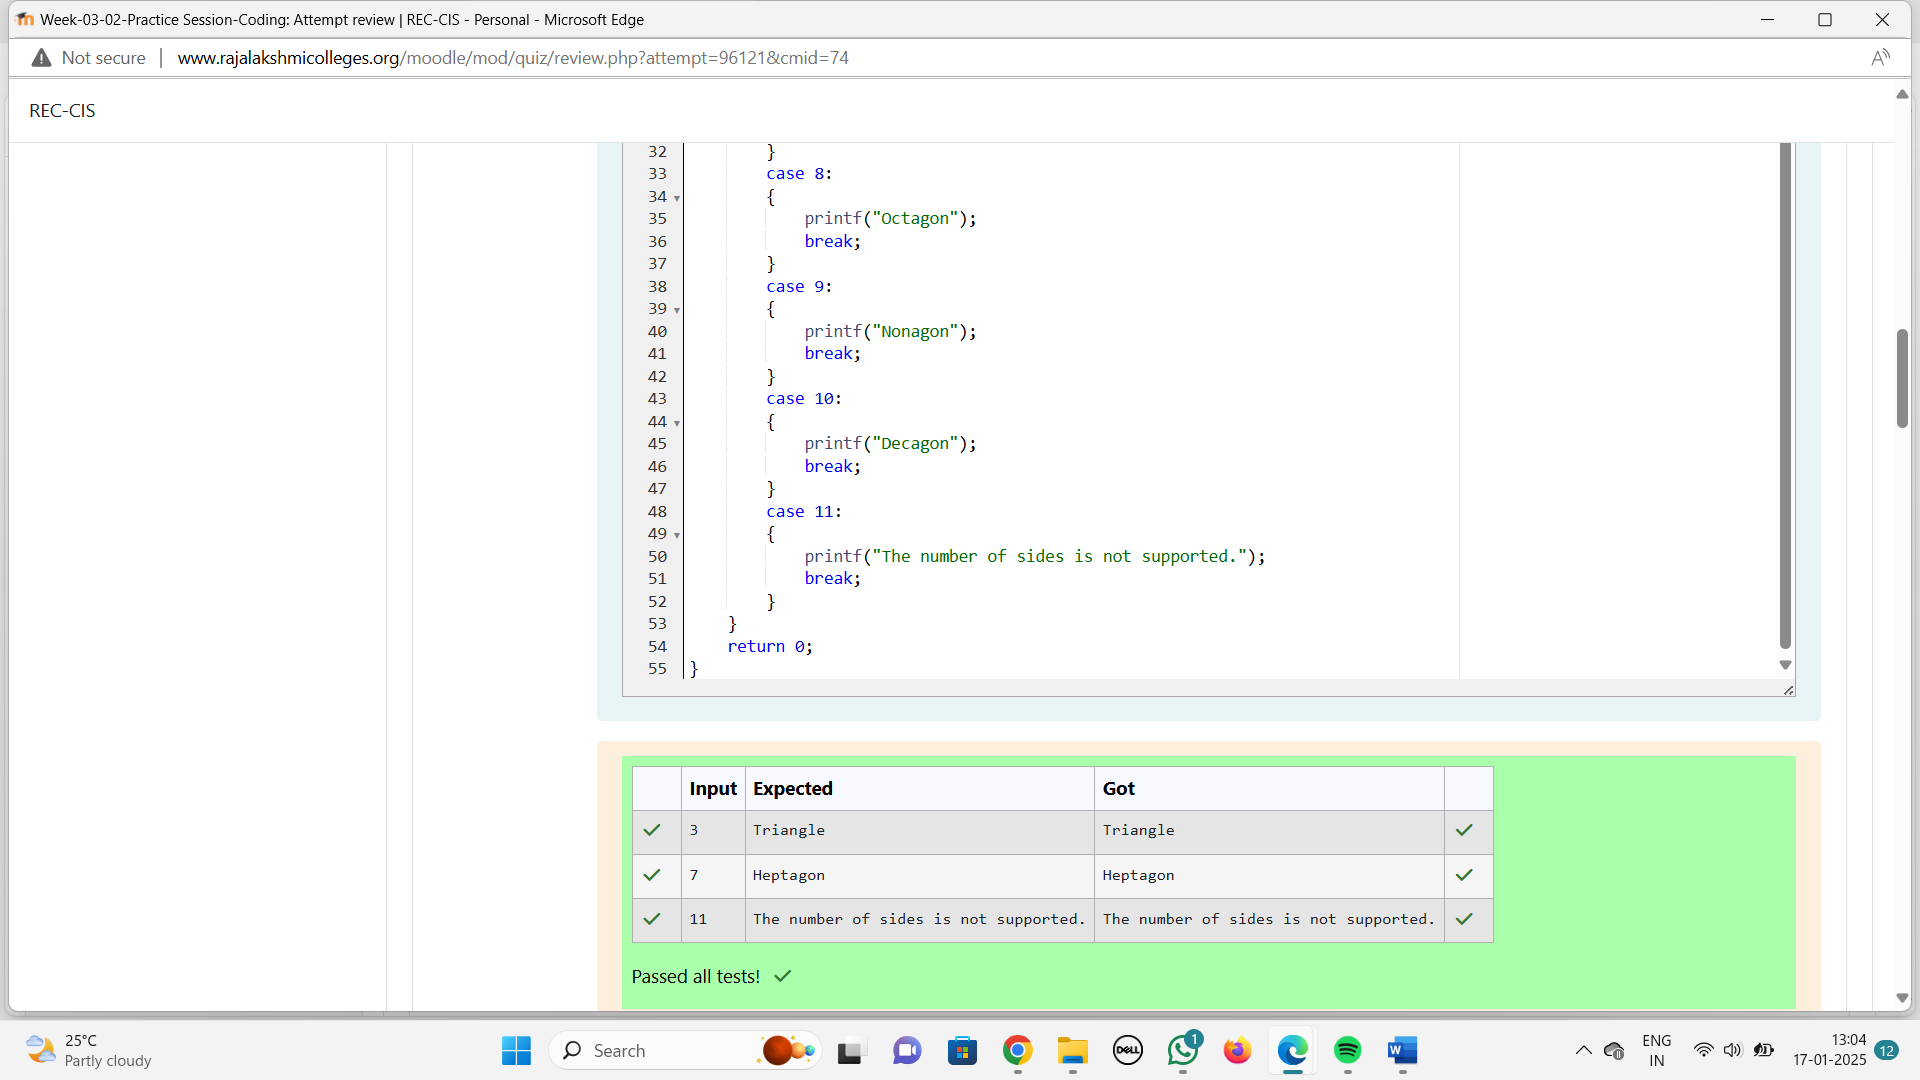 Week-03-02-Practice Session-Coding: Attempt review | REC-CIS - Personal - Microsoft Edge
Not secure | www.rajalakshmicolleges.org/moodle/mod/quiz/review.php?attempt=96121&cmid=74
REC-CIS
32 }
33 case 8:
34 {
35 printf("Octagon");
36 break;
37 }
38 case 9:
39 {
40 printf("Nonagon");
41 break;
42 }
43 case 10:
44 {
45 printf("Decagon");
46 break;
47 }
48 case 11:
49 {
50 printf("The number of sides is not supported.");
51 break;
52 }
53 }
54 return 0;
55 }
Input Expected Got
3 Triangle Triangle
7 Heptagon Heptagon
11 The number of sides is not supported. The number of sides is not supported.
Passed all tests!
25°C
Partly cloudy
Search
DELL
1
W
ENG
IN
13:04
17-01-2025
12